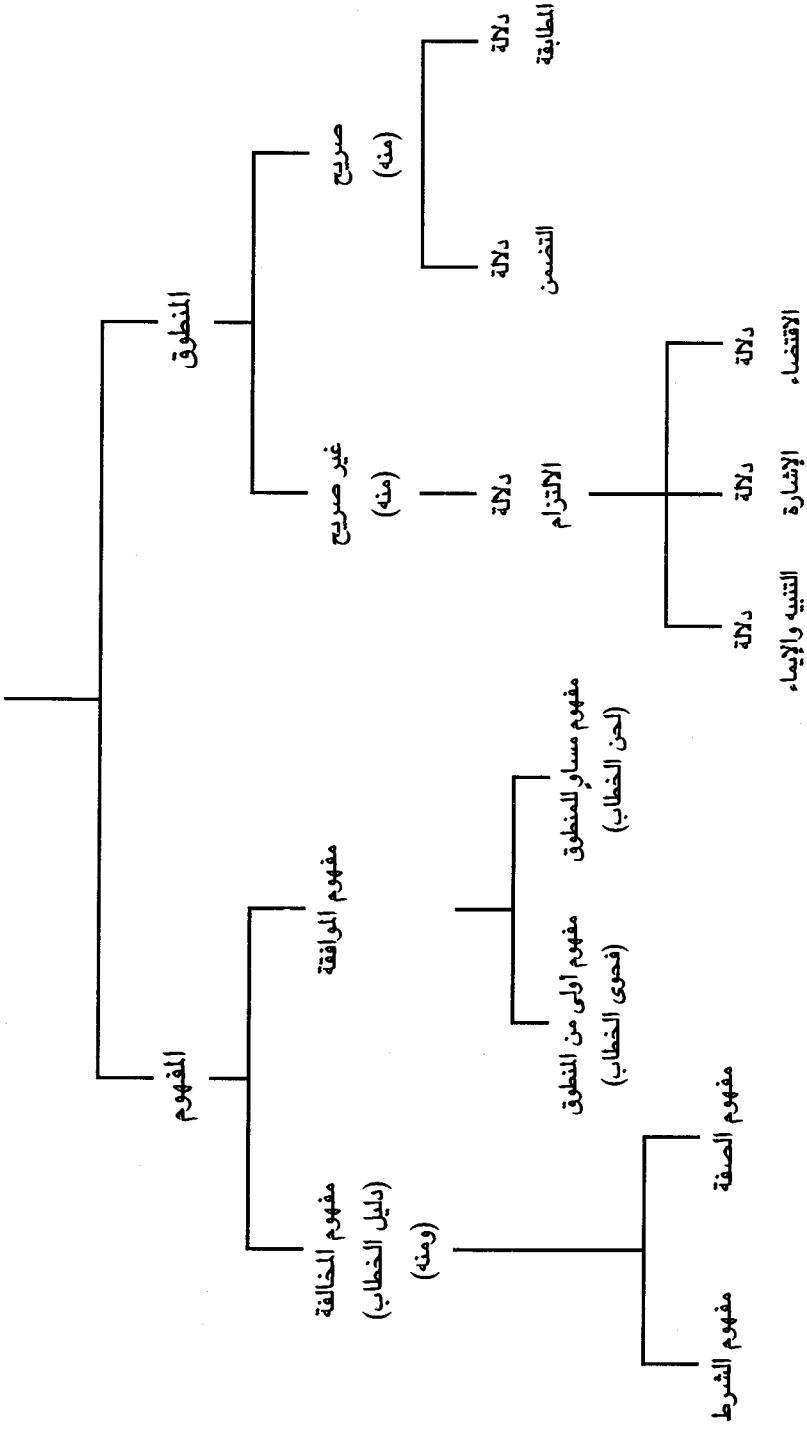 المنطوق
المفهوم
صريح
(منه)
غير صريح
(منه)
مفهوم الموافقة
مفهوم المخالفة
(دليل الخطاب)
(ومنه)
دلالة
المطابقة
دلالة
التضمن
دلالة
الالتزام
مفهوم مساوٍ للمنطوق
(لحن الخطاب)
مفهوم أولى من المنطوق
(فحوى الخطاب)
دلالة
الاقتضاء
دلالة
الإشارة
دلالة
التنبيه والإيماء
مفهوم الصفة
مفهوم الشرط